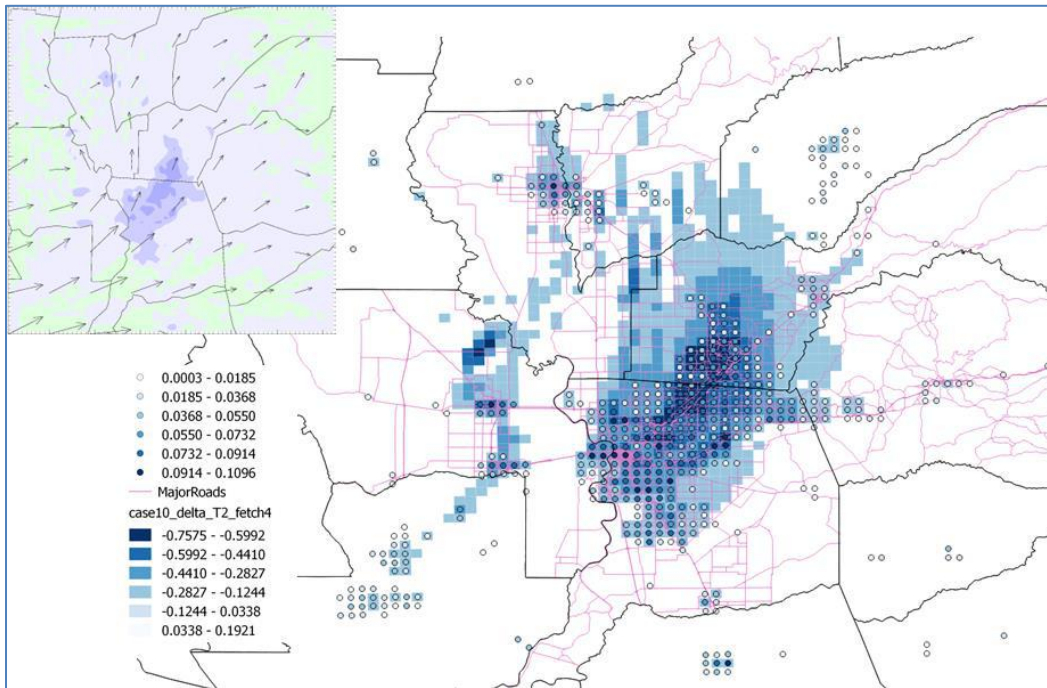 0.0003 - 0.0185
0.0185 - 0.0368
0.0368 - 0.0550
0.0550 - 0.0732
0.0732 - 0.0914
0.0914 - 0.1096
MajorRoads
case10_delta_T2_fetch4
-0.7575 - -0.5992
-0.5992 - -0.4410
-0.4410 - -0.2827
-0.2827 - -0.1244
-0.1244 - 0.0338
0.0338 - 0.1921